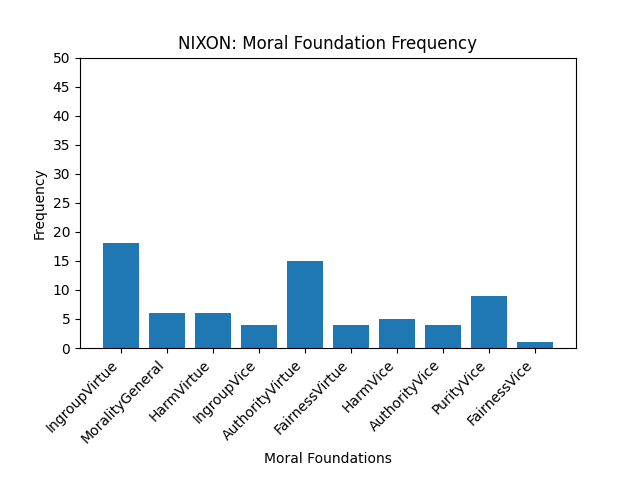 NIXON: Moral Foundation Frequency
50
45
40
35
30
25
20
15
10
5
0
Frequency
IngroupVirtue
MoralityGeneral
HarmVirtue
IngroupVice
AuthorityVirtue
FairnessVirtue
HarmVice
AuthorityVice
PurityVice
FairnessVice
Moral Foundations